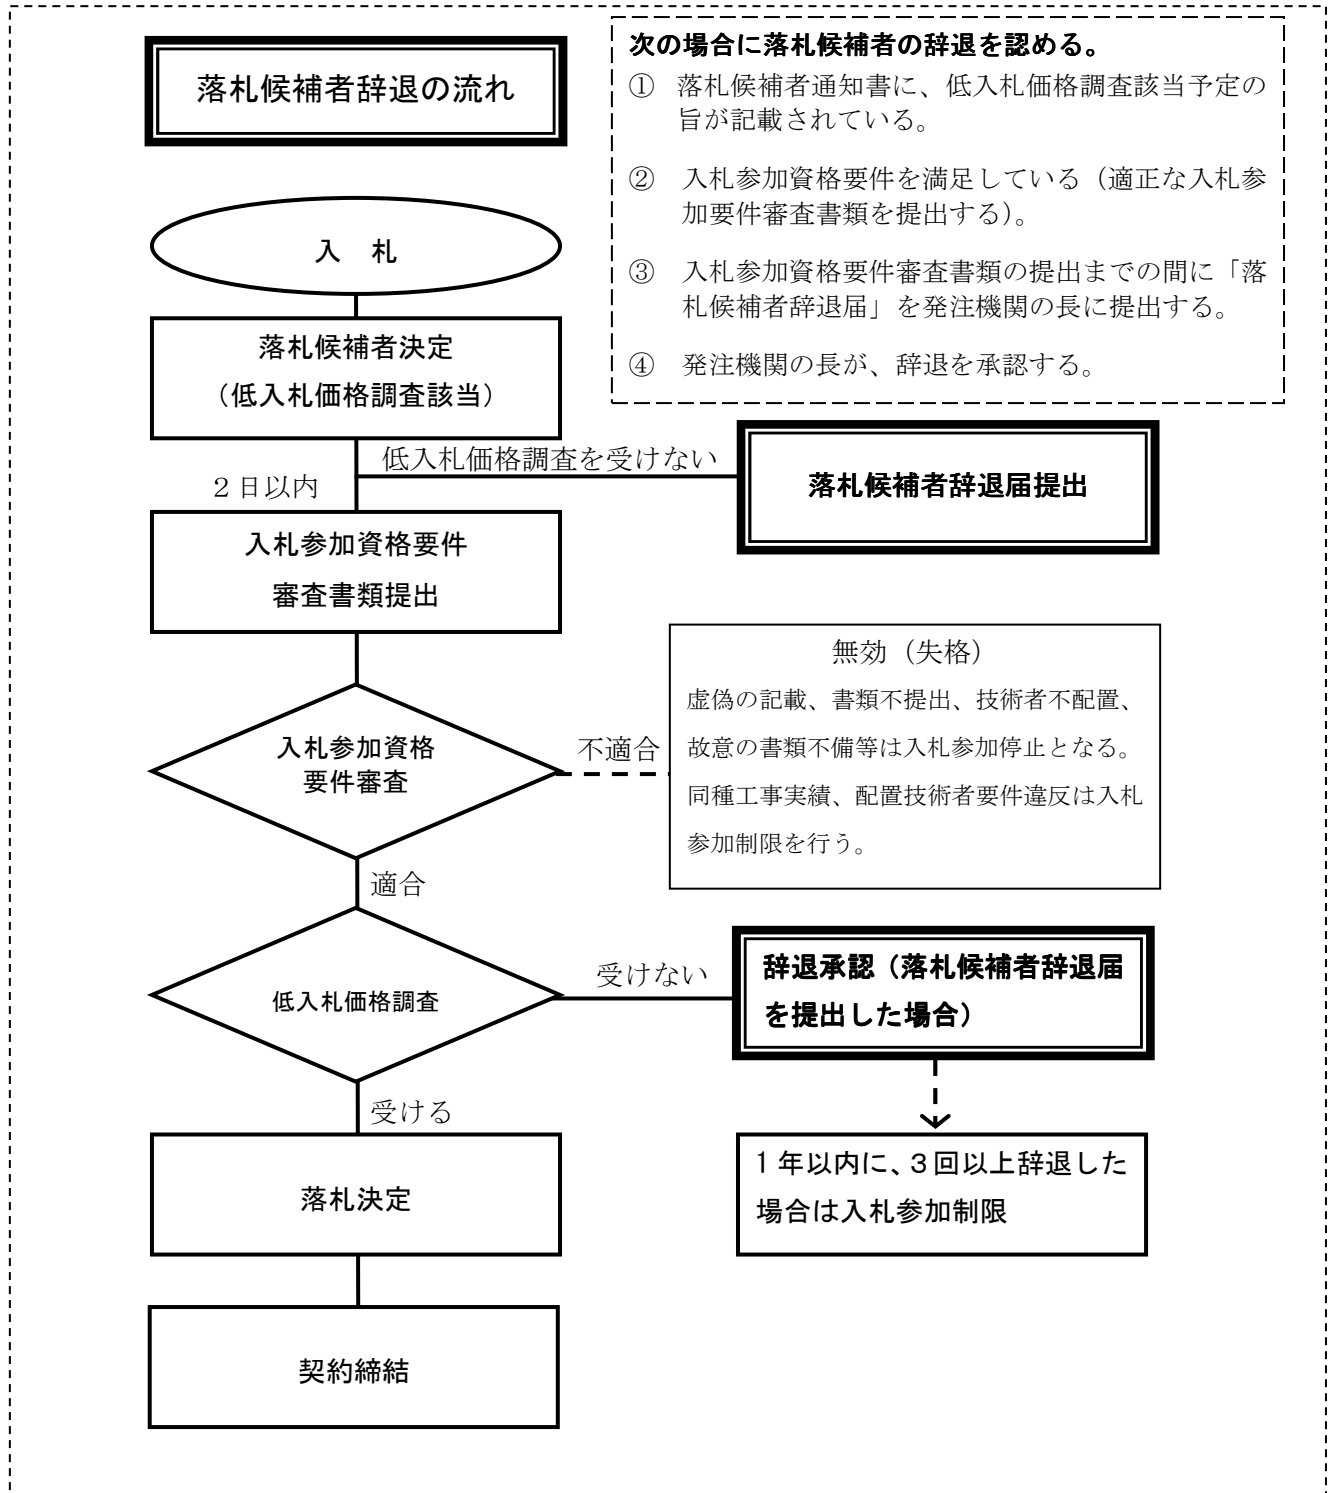 落札候補者辞退の流れ
次の場合に落札候補者の辞退を認める。
① 落札候補者通知書に、低入札価格調査該当予定の
旨が記載されている。
② 入札参加資格要件を満足している（適正な入札参
加要件審査書類を提出する）。
③ 入札参加資格要件審査書類の提出までの間に「落
札候補者辞退届」を発注機関の長に提出する。
④ 発注機関の長が、辞退を承認する。
入 札
落札候補者決定
（低入札価格調査該当）
低入札価格調査を受けない
２日以内
落札候補者辞退届提出
入札参加資格要件
審査書類提出
無効（失格）
虚偽の記載、書類不提出、技術者不配置、
故意の書類不備等は入札参加停止となる。
同種工事実績、配置技術者要件違反は入札
参加制限を行う。
入札参加資格
要件審査
不適合
適合
低入札価格調査
受けない
辞退承認（落札候補者辞退届
を提出した場合）
受ける
1 年以内に、３回以上辞退した
場合は入札参加制限
落札決定
契約締結